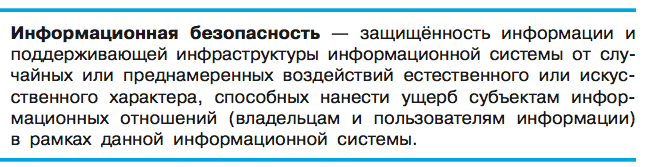 Информационная безопасность — защищённость информации и
поддерживающей инфраструктуры информационной системы от слу-
чайных или преднамеренных воздействий естественного или искус-
ственного характера, способных нанести ущерб субъектам инфор-
мационных отношений (владельцам и пользователям информации)
в рамках данной информационной системы.